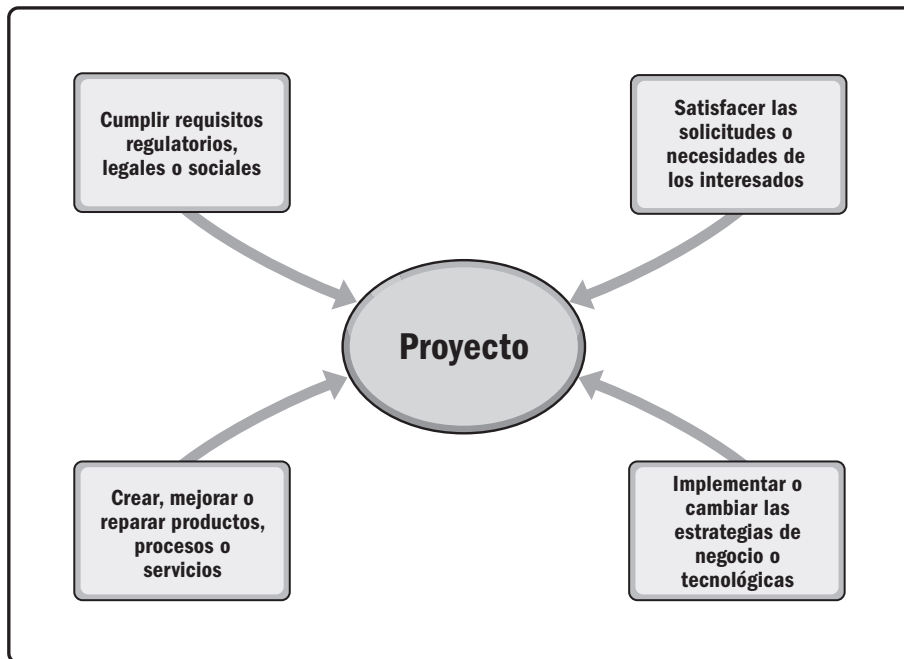 Cumplir requisitos
regulatorios,
legales o sociales
Satisfacer las
solicitudes o
necesidades de
los interesados
Proyecto
Crear, mejorar o
reparar productos,
procesos o
servicios
Implementar o
cambiar las
estrategias de
negocio o
tecnológicas